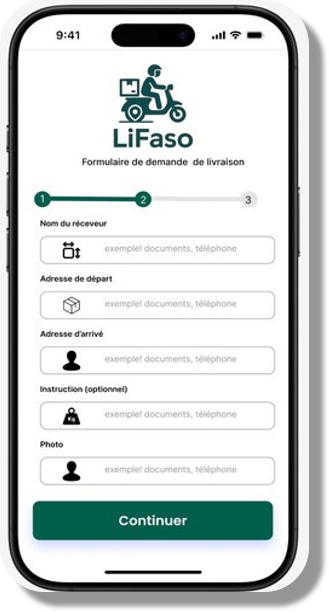 9:41
LiFaso
Formulaire de demande de livraison
1 2 3
Nom du réceveur
exemple! documents, téléphone
Adresse de départ
exemple! documents, téléphone
Adresse d'arrivé
exemple! documents, téléphone
Instruction (optionnel)
Kg exemple! documents, téléphone
Photo
exemple! documents, téléphone
Continuer